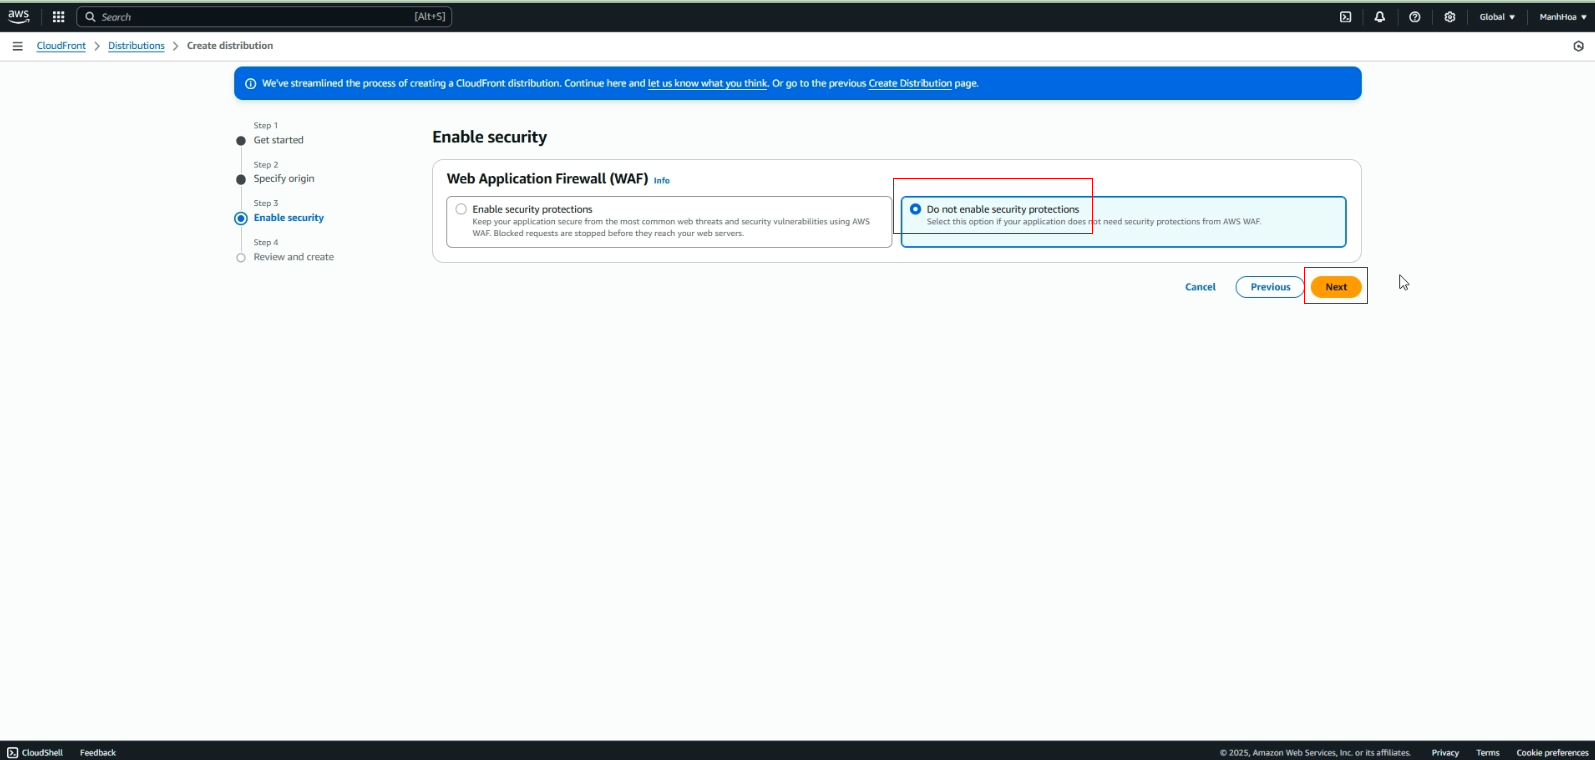 aws
Search
[Alt+S]
Global
ManhHoa
CloudFront
Distributions
Create distribution
We've streamlined the process of creating a CloudFront distribution. Continue here and let us know what you think. Or go to the previous Create Distribution page.
Step 1
Get started
Step 2
Specify origin
Step 3
Enable security
Step 4
Review and create
Enable security
Web Application Firewall (WAF) Info
Enable security protections
Keep your application secure from the most common web threats and security vulnerabilities using AWS
WAF. Blocked requests are stopped before they reach your web servers.
Do not enable security protections
Select this option if your application does not need security protections from AWS WAF.
Cancel
Previous
Next
CloudShell
Feedback
© 2025, Amazon Web Services, Inc. or its affiliates.
Privacy
Terms
Cookie preferences